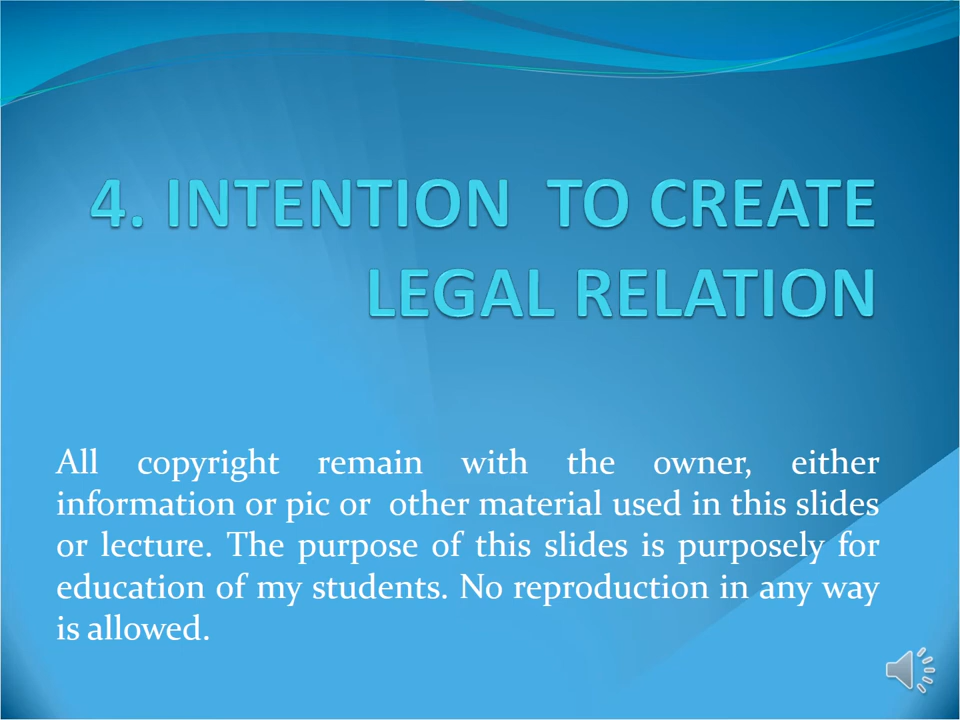 4. INTENTION TO CREATE
LEGAL RELATION
All copyright remain with the owner, either
information or pic or other material used in this slides
or lecture. The purpose of this slides is purposely for
education of my students. No reproduction in any way
is allowed.